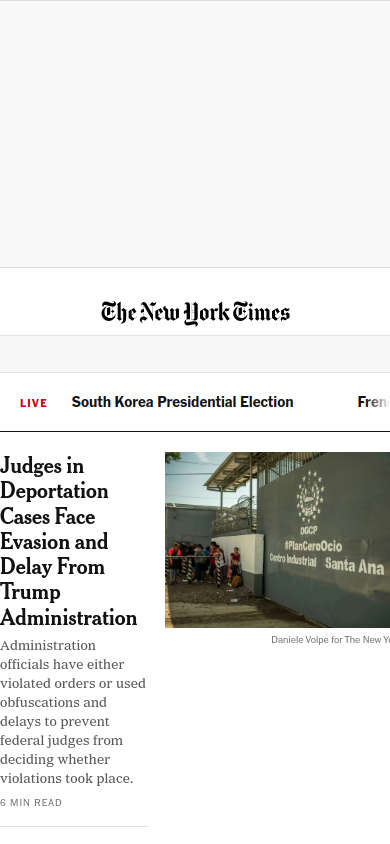 The New York Times
LIVE South Korea Presidential Election Fren
Judges in
Deportation
Cases Face
Evasion and
Delay From
Trump
Administration
Administration
officials have either
violated orders or used
obfuscations and
delays to prevent
federal judges from
deciding whether
violations took place.
6 MIN READ
DGCP
#PlanCeroOcio
Centro Industrial Santa Ana
Daniele Volpe for The New Yo